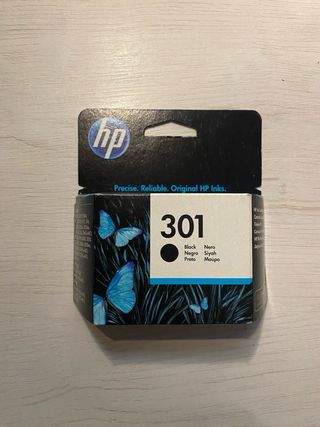 hp
Precise. Reliable. Original HP Inks.
301
Black Nero
Negro Siyah
Preto Μαύρο